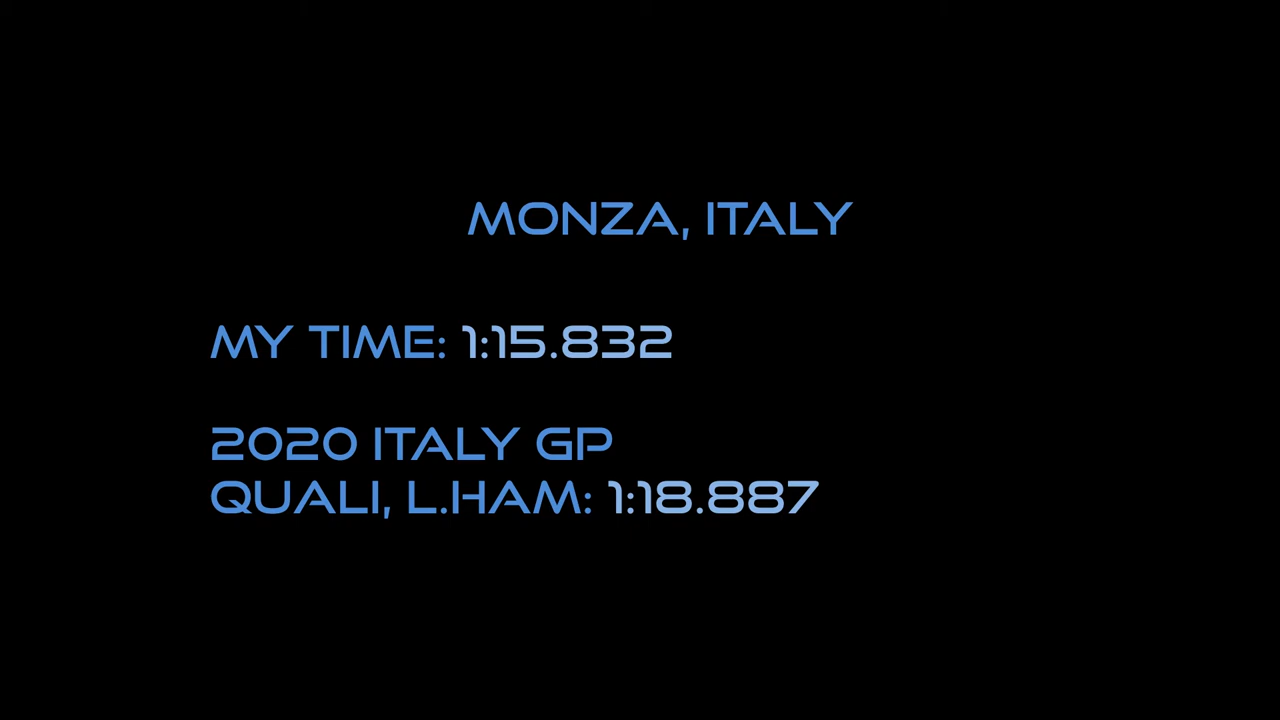 MONZA, ITALY
MY TIME: 1:15.832
2020 ITALY GP
QUALI, L.HAM: 1:18.887